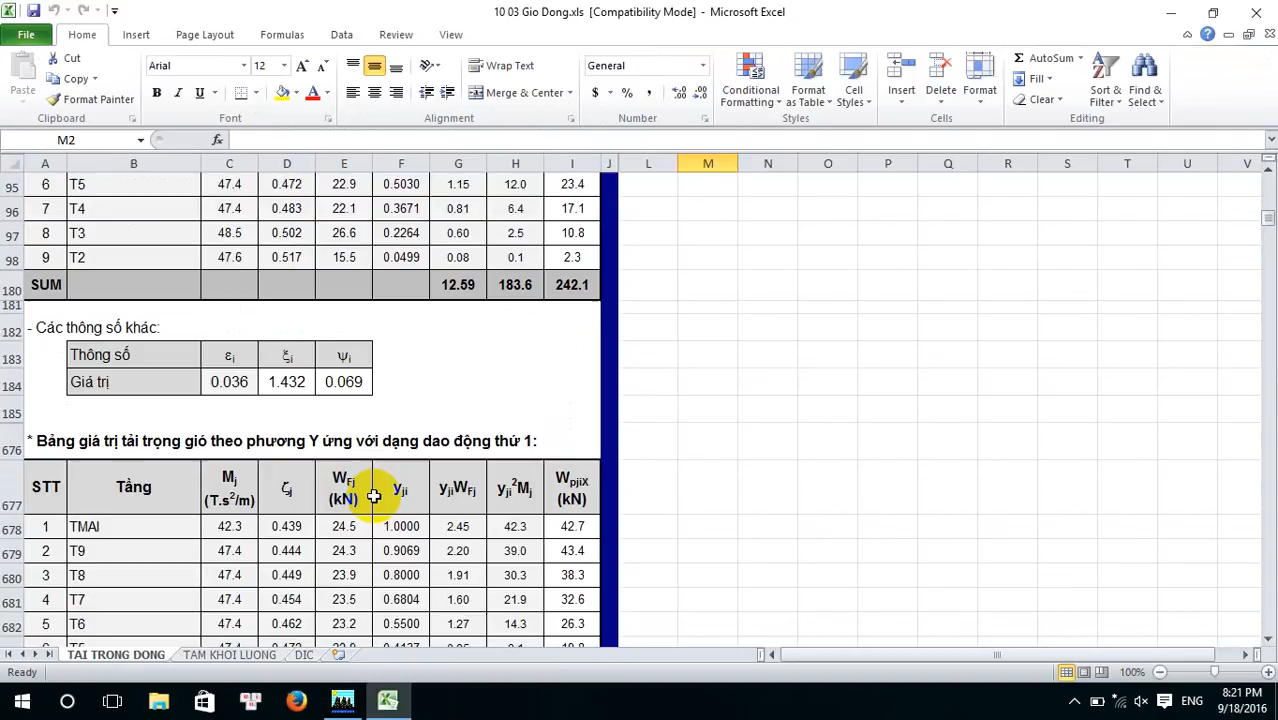 10 03 Gio Dong.xls [Compatibility Mode] - Microsoft Excel
File Home Insert Page Layout Formulas Data Review View
Paste Cut Copy Format Painter Clipboard
Arial 12 A A B I U A Font
Wrap Text Merge & Center Alignment
General $ % , Number
Conditional Formatting Format as Table Cell Styles Styles
Insert Delete Format Cells
Σ AutoSum Fill Clear Sort & Filter Find & Select Editing
M2 fx
A B C D E F G H I J L M N O P Q R S T U V
95 6 T5 47.4 0.472 22.9 0.5030 1.15 12.0 23.4
96 7 T4 47.4 0.483 22.1 0.3671 0.81 6.4 17.1
97 8 T3 48.5 0.502 26.6 0.2264 0.60 2.5 10.8
98 9 T2 47.6 0.517 15.5 0.0499 0.08 0.1 2.3
180 SUM 12.59 183.6 242.1
181
182 - Các thông số khác:
183 Thông số εi ξi ψi
184 Giá trị 0.036 1.432 0.069
185
676 * Bảng giá trị tải trọng gió theo phương Y ứng với dạng dao động thứ 1:
677 STT Tầng Mj (T.s²/m) ζj WFj (kN) yji yjiWFj yji²Mj WpjiX (kN)
678 1 TMAI 42.3 0.439 24.5 1.0000 2.45 42.3 42.7
679 2 T9 47.4 0.444 24.3 0.9069 2.20 39.0 43.4
680 3 T8 47.4 0.449 23.9 0.8000 1.91 30.3 38.3
681 4 T7 47.4 0.454 23.5 0.6804 1.60 21.9 32.6
682 5 T6 47.4 0.462 23.2 0.5500 1.27 14.3 26.3
TAI TRONG DONG TAM KHOI LUONG DIC
Ready 100%
ENG 8:21 PM
9/18/2016